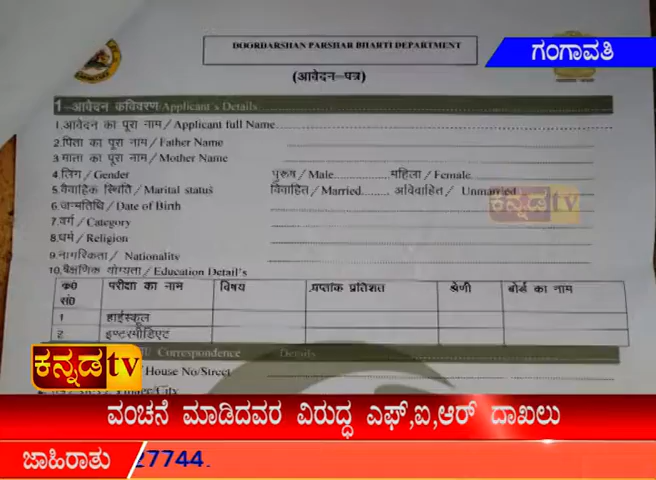 DOORDARSHAN PARSHAR BHARTI DEPARTMENT
ಗಂಗಾವತಿ
(आवेदन-पत्र)
1-आवेदन कविवरण/Applicant's Details
1.आवेदन का पूरा नाम/Applicant full Name
2.पिता का पूरा नाम/Father Name
3.माता का पूरा नाम/Mother Name
4.लिंग/Gender पुरूष/Male महिला/Female
5.वैवाहिक स्थिति/Marital status विवाहित/Married......... अविवाहित/ Unmarried
6.जन्मतिथि/Date of Birth
ಕನ್ನಡ tv
7.वर्ग/Category
8.धर्म/Religion
9.नागरिकता/ Nationality
10.शैक्षणिक योग्यता/Education Detail's
क्र0 सं0 परीक्षा का नाम विषय प्राप्तांक प्रतिशत श्रेणी बोर्ड का नाम
1 हाईस्कूल
2 इण्टरमीडिएट
/ Correspondence Details
ಕನ್ನಡ tv
/House No/Street
Village/City
ವಂಚನೆ ಮಾಡಿದವರ ವಿರುದ್ಧ ಎಫ್,ಐ,ಆರ್ ದಾಖಲು
ಜಾಹಿರಾತು 27744.